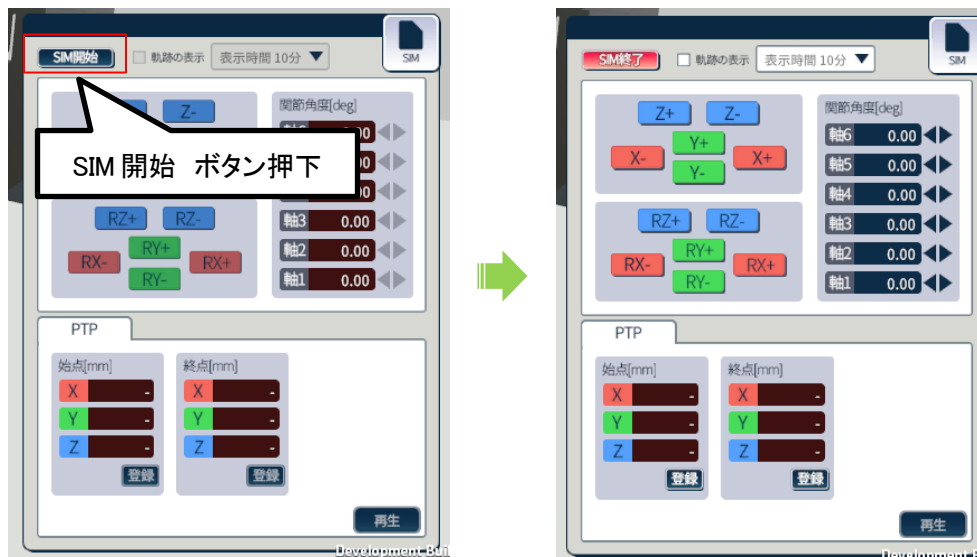 SIM開始
軌跡の表示
表示時間 10分
SIM
Z-
関節角度[deg]
SIM 開始 ボタン押下
RZ+
RZ-
RY+
RX-
RX+
RY-
軸3 0.00
軸2 0.00
軸1 0.00
PTP
始点[mm]
終点[mm]
X - X -
Y - Y -
Z - Z -
登録 登録
再生
SIM終了
軌跡の表示
表示時間 10分
SIM
Z+
Z-
Y+
X-
X+
Y-
関節角度[deg]
軸6 0.00
軸5 0.00
軸4 0.00
軸3 0.00
軸2 0.00
軸1 0.00
RZ+
RZ-
RY+
RX-
RX+
RY-
PTP
始点[mm]
終点[mm]
X - X -
Y - Y -
Z - Z -
登録 登録
再生